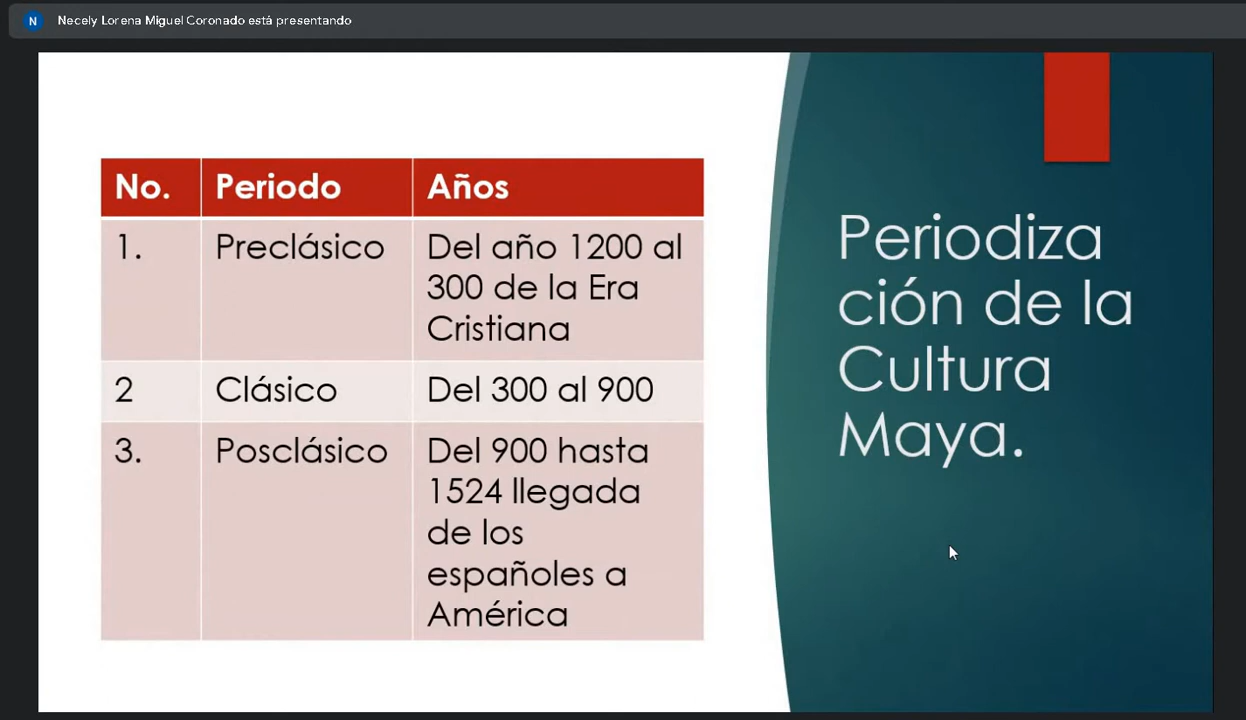 N
Necely Lorena Miguel Coronado está presentando
No. Periodo Años
1. Preclásico Del año 1200 al
300 de la Era
Cristiana
2 Clásico Del 300 al 900
3. Posclásico Del 900 hasta
1524 llegada
de los
españoles a
América
Periodiza
ción de la
Cultura
Maya.